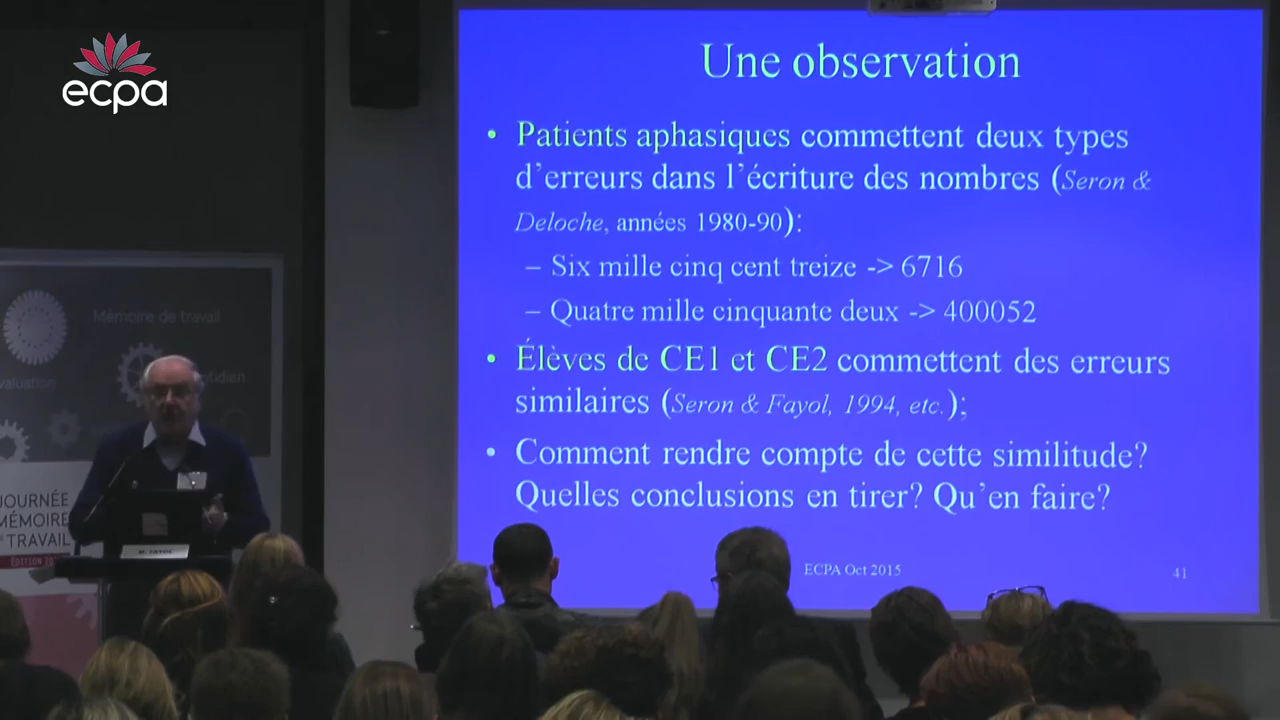 ecpa
Une observation
• Patients aphasiques commettent deux types
d’erreurs dans l’écriture des nombres (Seron &
Deloche, années 1980-90):
– Six mille cinq cent treize -> 6716
– Quatre mille cinquante deux -> 400052
• Élèves de CE1 et CE2 commettent des erreurs
similaires (Seron & Fayol, 1994, etc.);
• Comment rendre compte de cette similitude?
Quelles conclusions en tirer? Qu’en faire?
ECPA Oct 2015
41
Mémoire de travail
JOURNÉE
MÉMOIRE
TRAVAIL